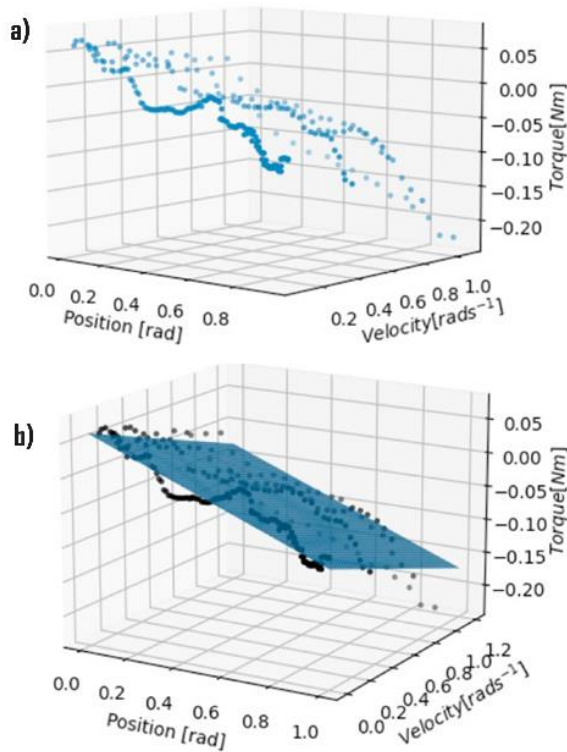 a)
0.05
0.00
−0.05
−0.10
−0.15
−0.20
Torque[Nm]
0.0 0.2 0.4 0.6 0.8
Position [rad]
0.2 0.4 0.6 0.8 1.0
Velocity[rads⁻¹]
b)
0.05
0.00
−0.05
−0.10
−0.15
−0.20
Torque[Nm]
0.0 0.2 0.4 0.6 0.8 1.0
Position [rad]
0.0 0.2 0.4 0.6 0.8 1.0 1.2
Velocity[rads⁻¹]